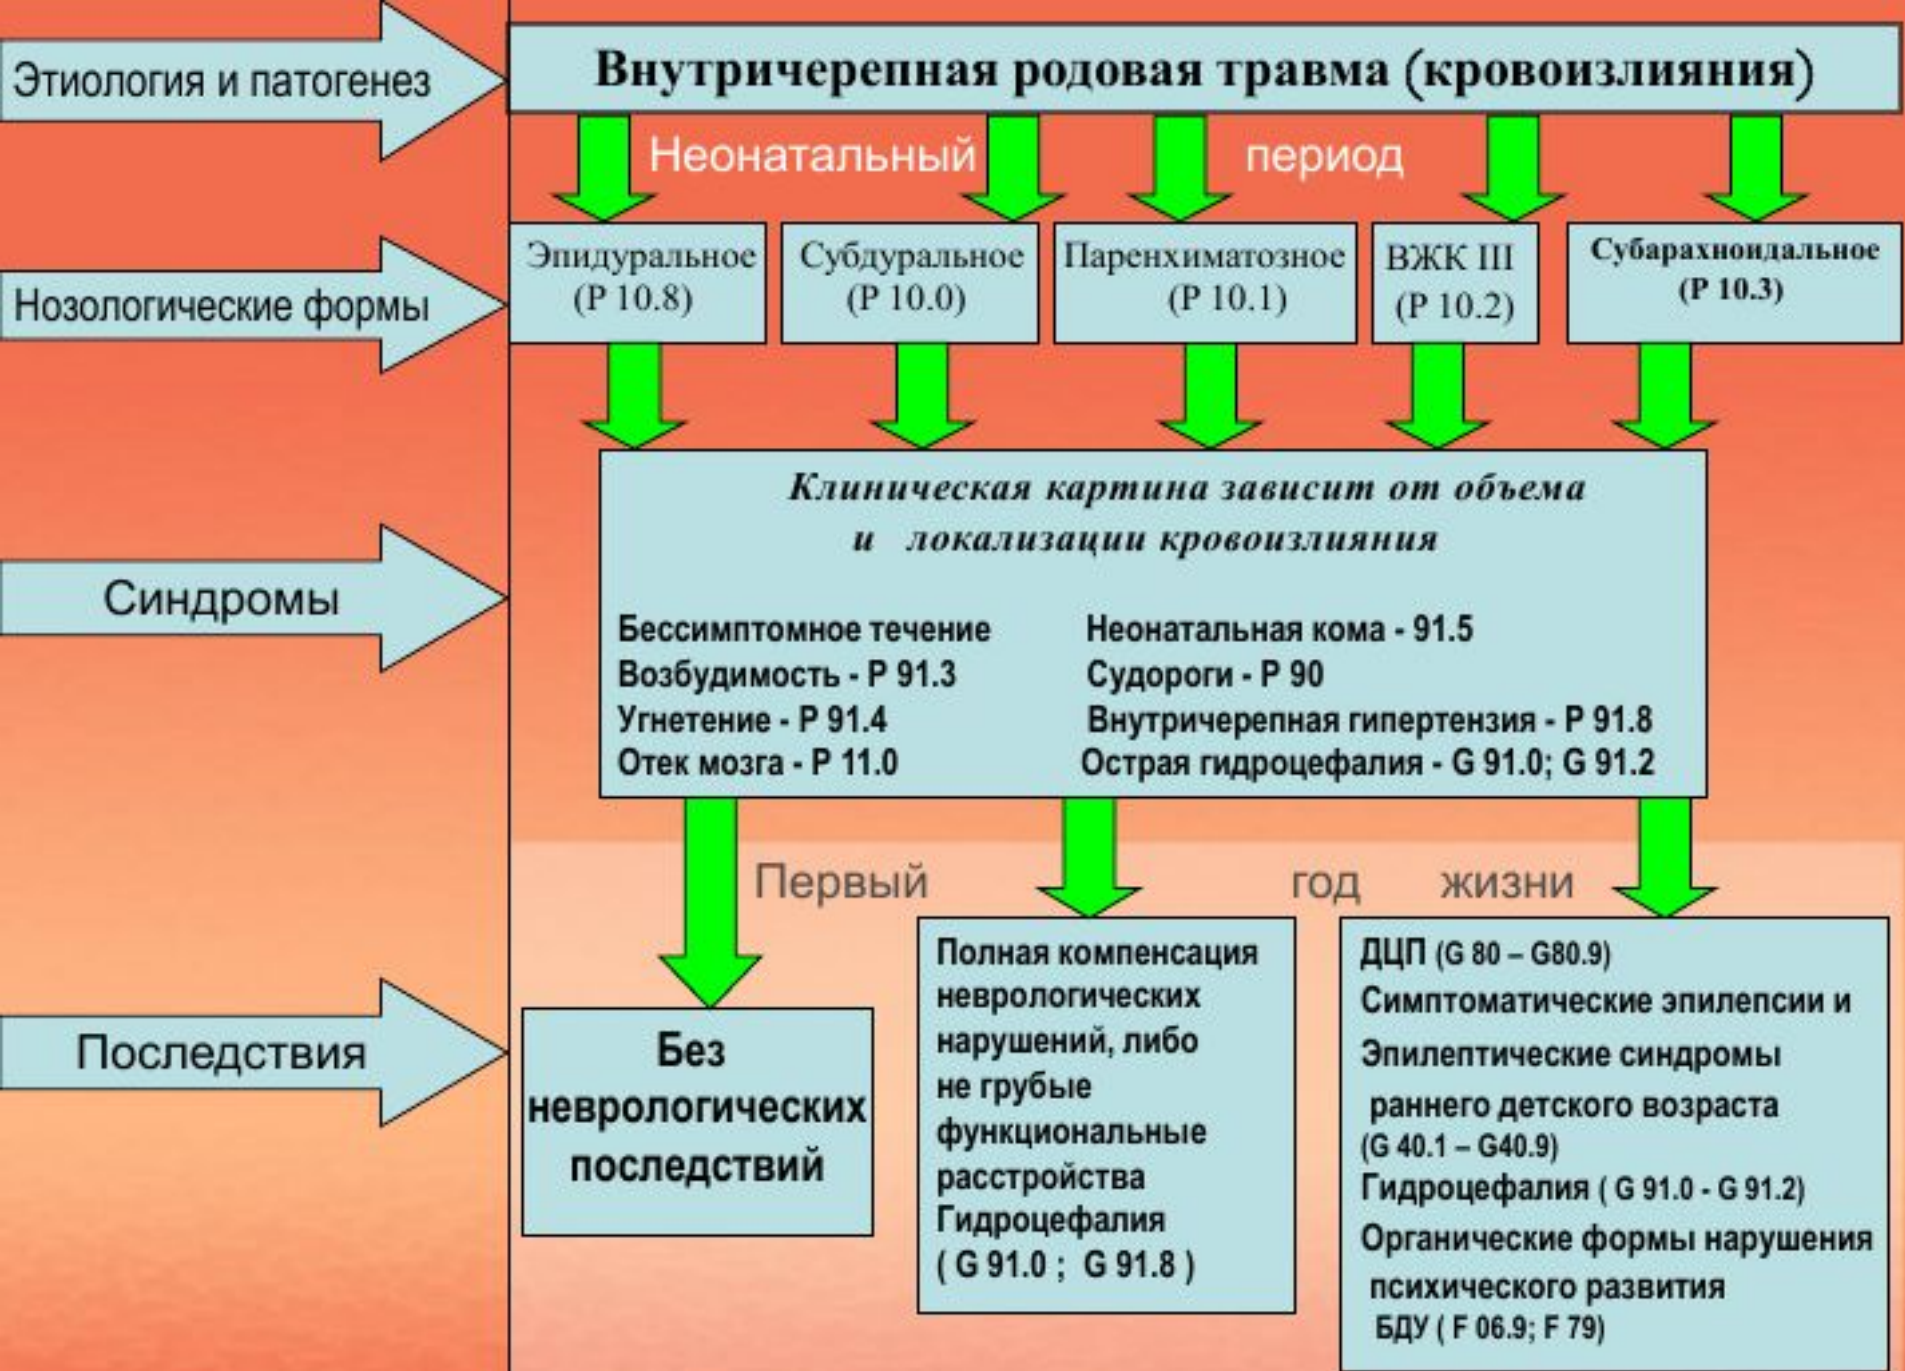 Этиология и патогенез
Внутричерепная родовая травма (кровоизлияния)
Неонатальный период
Нозологические формы
Эпидуральное
(P 10.8)
Субдуральное
(P 10.0)
Паренхиматозное
(P 10.1)
ВЖК III
(P 10.2)
Субарахноидальное
(P 10.3)
Синдромы
Клиническая картина зависит от объема
и локализации кровоизлияния
Бессимптомное течение
Возбудимость - P 91.3
Угнетение - P 91.4
Отек мозга - P 11.0
Неонатальная кома - 91.5
Судороги - P 90
Внутричерепная гипертензия - P 91.8
Острая гидроцефалия - G 91.0; G 91.2
Первый год жизни
Последствия
Без
неврологических
последствий
Полная компенсация
неврологических
нарушений, либо
не грубые
функциональные
расстройства
Гидроцефалия
( G 91.0 ; G 91.8 )
ДЦП (G 80 – G80.9)
Симптоматические эпилепсии и
Эпилептические синдромы
раннего детского возраста
(G 40.1 – G40.9)
Гидроцефалия ( G 91.0 - G 91.2)
Органические формы нарушения
психического развития
БДУ ( F 06.9; F 79)